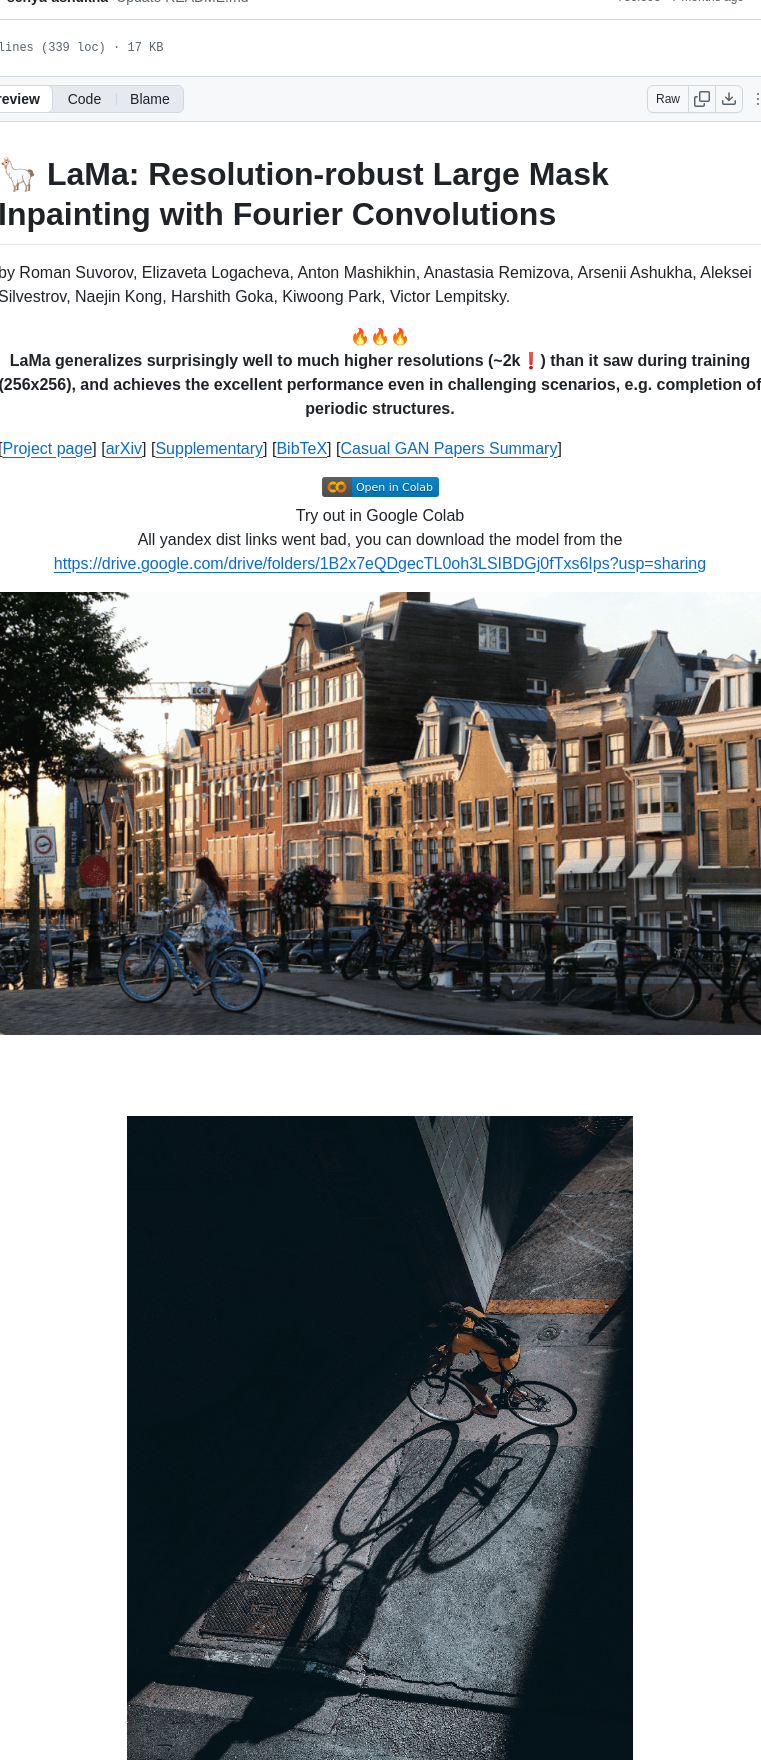 lines (339 loc) · 17 KB
Code
Blame
Raw
LaMa: Resolution-robust Large Mask
Inpainting with Fourier Convolutions
by Roman Suvorov, Elizaveta Logacheva, Anton Mashikhin, Anastasia Remizova, Arsenii Ashukha, Aleksei
Silvestrov, Naejin Kong, Harshith Goka, Kiwoong Park, Victor Lempitsky.
🔥🔥🔥
LaMa generalizes surprisingly well to much higher resolutions (~2k❗) than it saw during training
(256x256), and achieves the excellent performance even in challenging scenarios, e.g. completion of
periodic structures.
[Project page] [arXiv] [Supplementary] [BibTeX] [Casual GAN Papers Summary]
Open in Colab
Try out in Google Colab
All yandex dist links went bad, you can download the model from the
https://drive.google.com/drive/folders/1B2x7eQDgecTL0oh3LSIBDGj0fTxs6Ips?usp=sharing